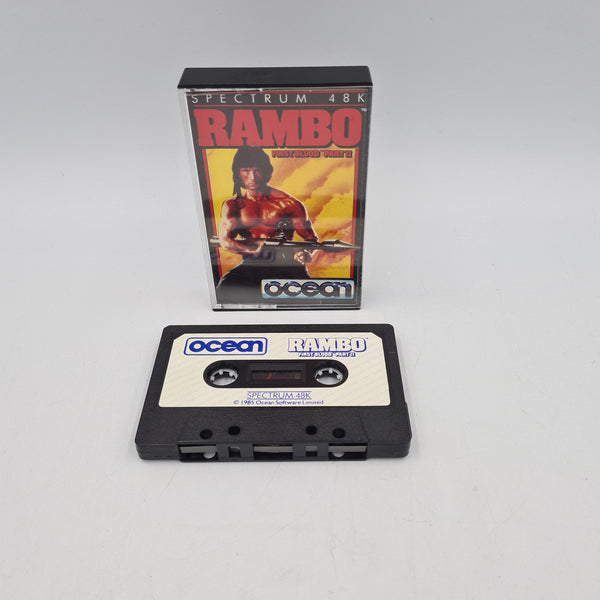 SPECTRUM 48K
RAMBO™
FIRST BLOOD PART II
ocean
ocean
RAMBO
FIRST BLOOD PART II
SPECTRUM 48K
© 1985 Ocean Software Limited